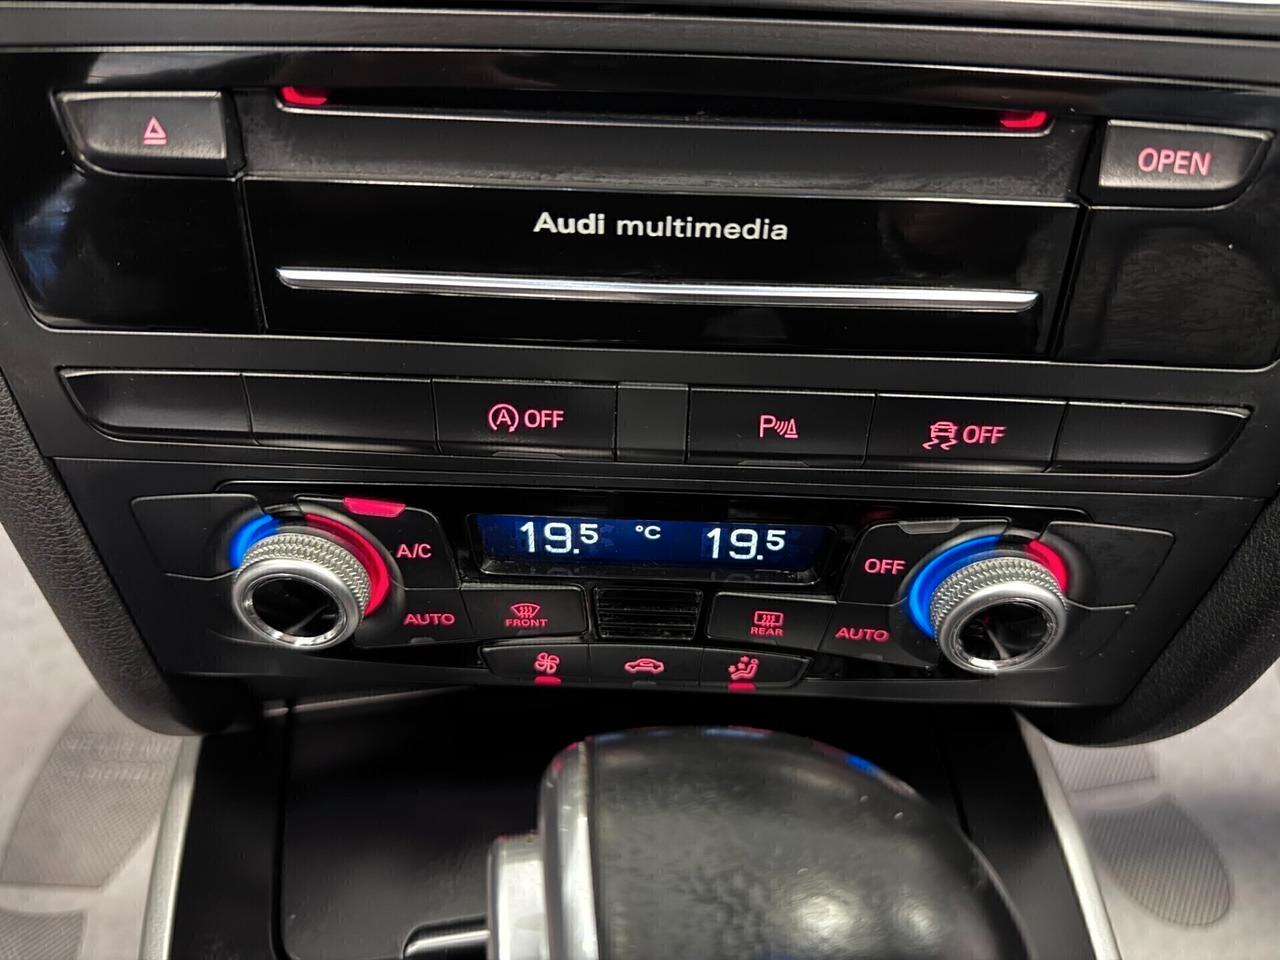 OPEN
Audi multimedia
A OFF
P
OFF
19.5 °C 19.5
A/C
OFF
AUTO
FRONT
REAR
AUTO